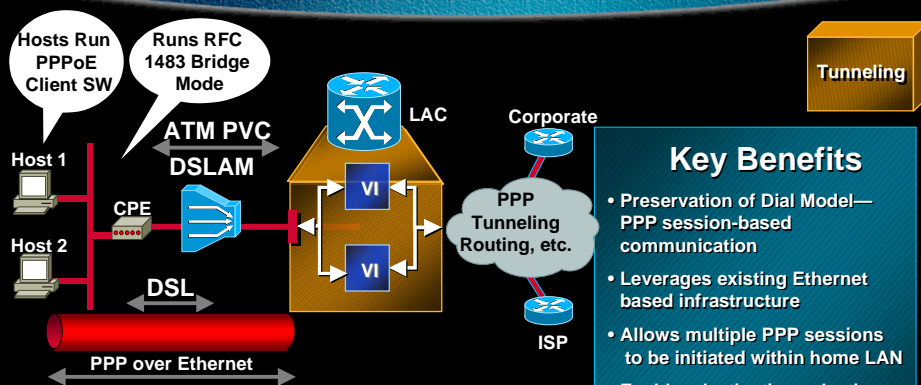 Hosts Run
PPPoE
Client SW
Runs RFC
1483 Bridge
Mode
Tunneling
ATM PVC
LAC
Corporate
Host 1
DSLAM
CPE
VI
VI
Host 2
DSL
PPP
Tunneling
Routing, etc.
ISP
PPP over Ethernet
Key Benefits
• Preservation of Dial Model—
PPP session-based
communication
• Leverages existing Ethernet
based infrastructure
• Allows multiple PPP sessions
to be initiated within home LAN